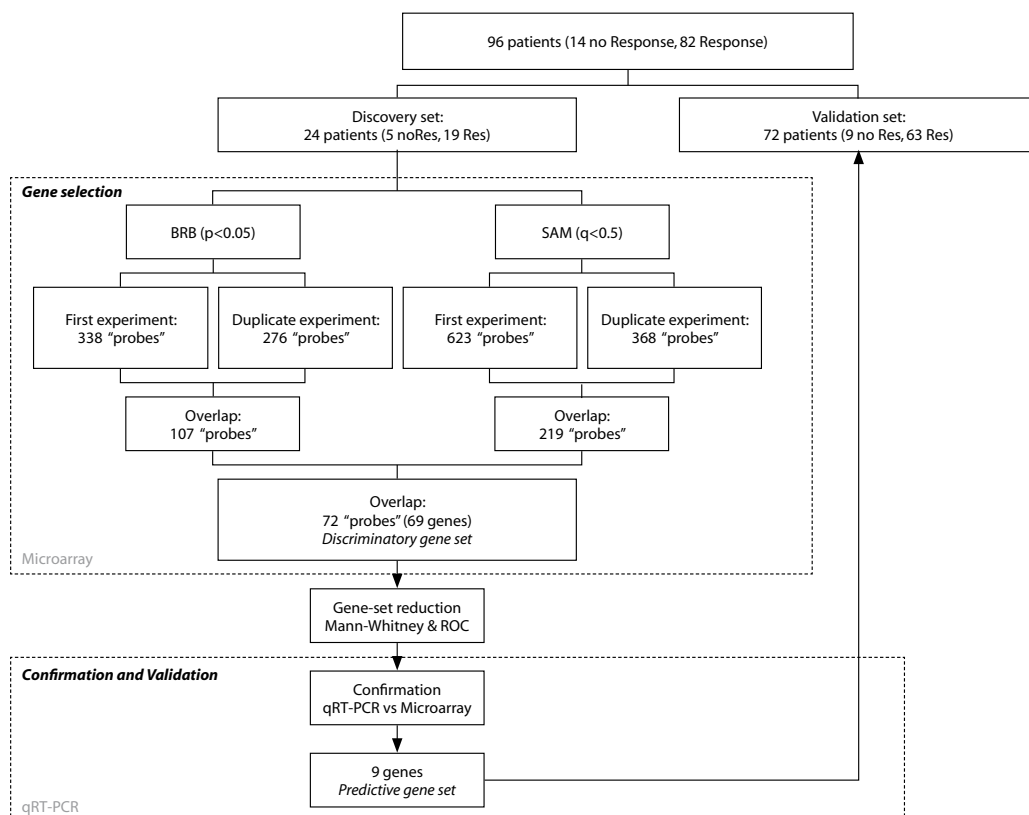 96 patients (14 no Response, 82 Response)
Discovery set:
24 patients (5 noRes, 19 Res)
Validation set:
72 patients (9 no Res, 63 Res)
Gene selection
BRB (p<0.05)
SAM (q<0.5)
First experiment:
338 “probes”
Duplicate experiment:
276 “probes”
First experiment:
623 “probes”
Duplicate experiment:
368 “probes”
Overlap:
107 “probes”
Overlap:
219 “probes”
Overlap:
72 “probes” (69 genes)
Discriminatory gene set
Microarray
Gene-set reduction
Mann-Whitney & ROC
Confirmation and Validation
Confirmation
qRT-PCR vs Microarray
9 genes
Predictive gene set
qRT-PCR